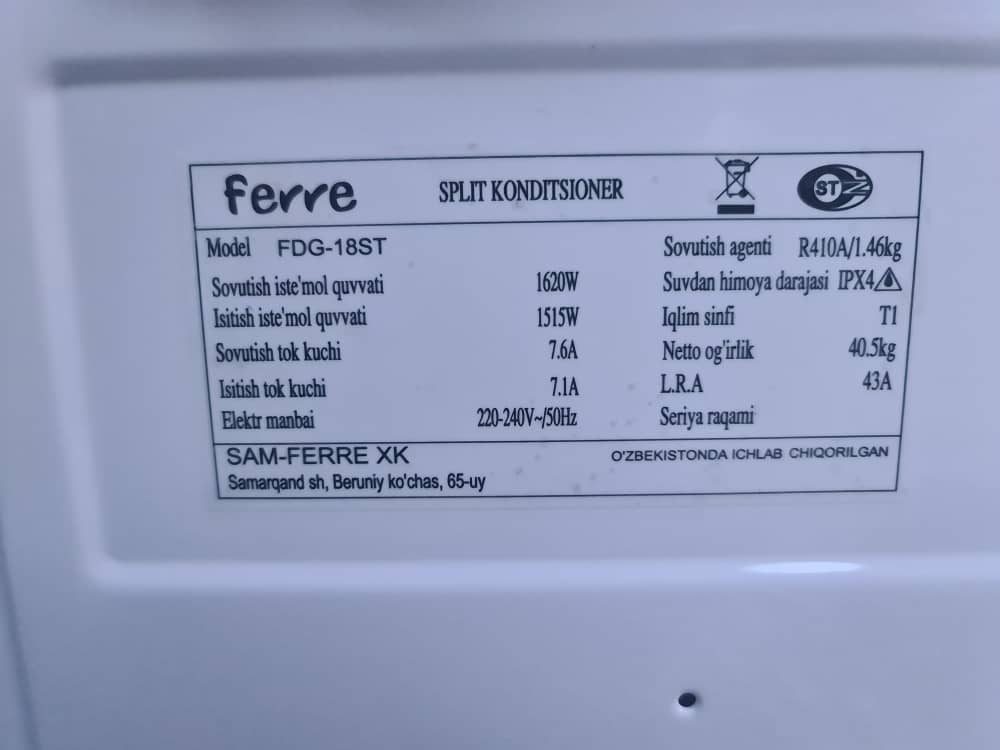 ferre SPLIT KONDITSIONER STZ
Model FDG-18ST
Sovutish iste'mol quvvati 1620W
Isitish iste'mol quvvati 1515W
Sovutish tok kuchi 7.6A
Isitish tok kuchi 7.1A
Elektr manbai 220-240V~/50Hz
Sovutish agenti R410A/1.46kg
Suvdan himoya darajasi IPX4
Iqlim sinfi T1
Netto og'irlik 40.5kg
L.R.A 43A
Seriya raqami
SAM-FERRE XK
Samarqand sh, Beruniy ko'chas, 65-uy
O'ZBEKISTONDA ICHLAB CHIQORILGAN